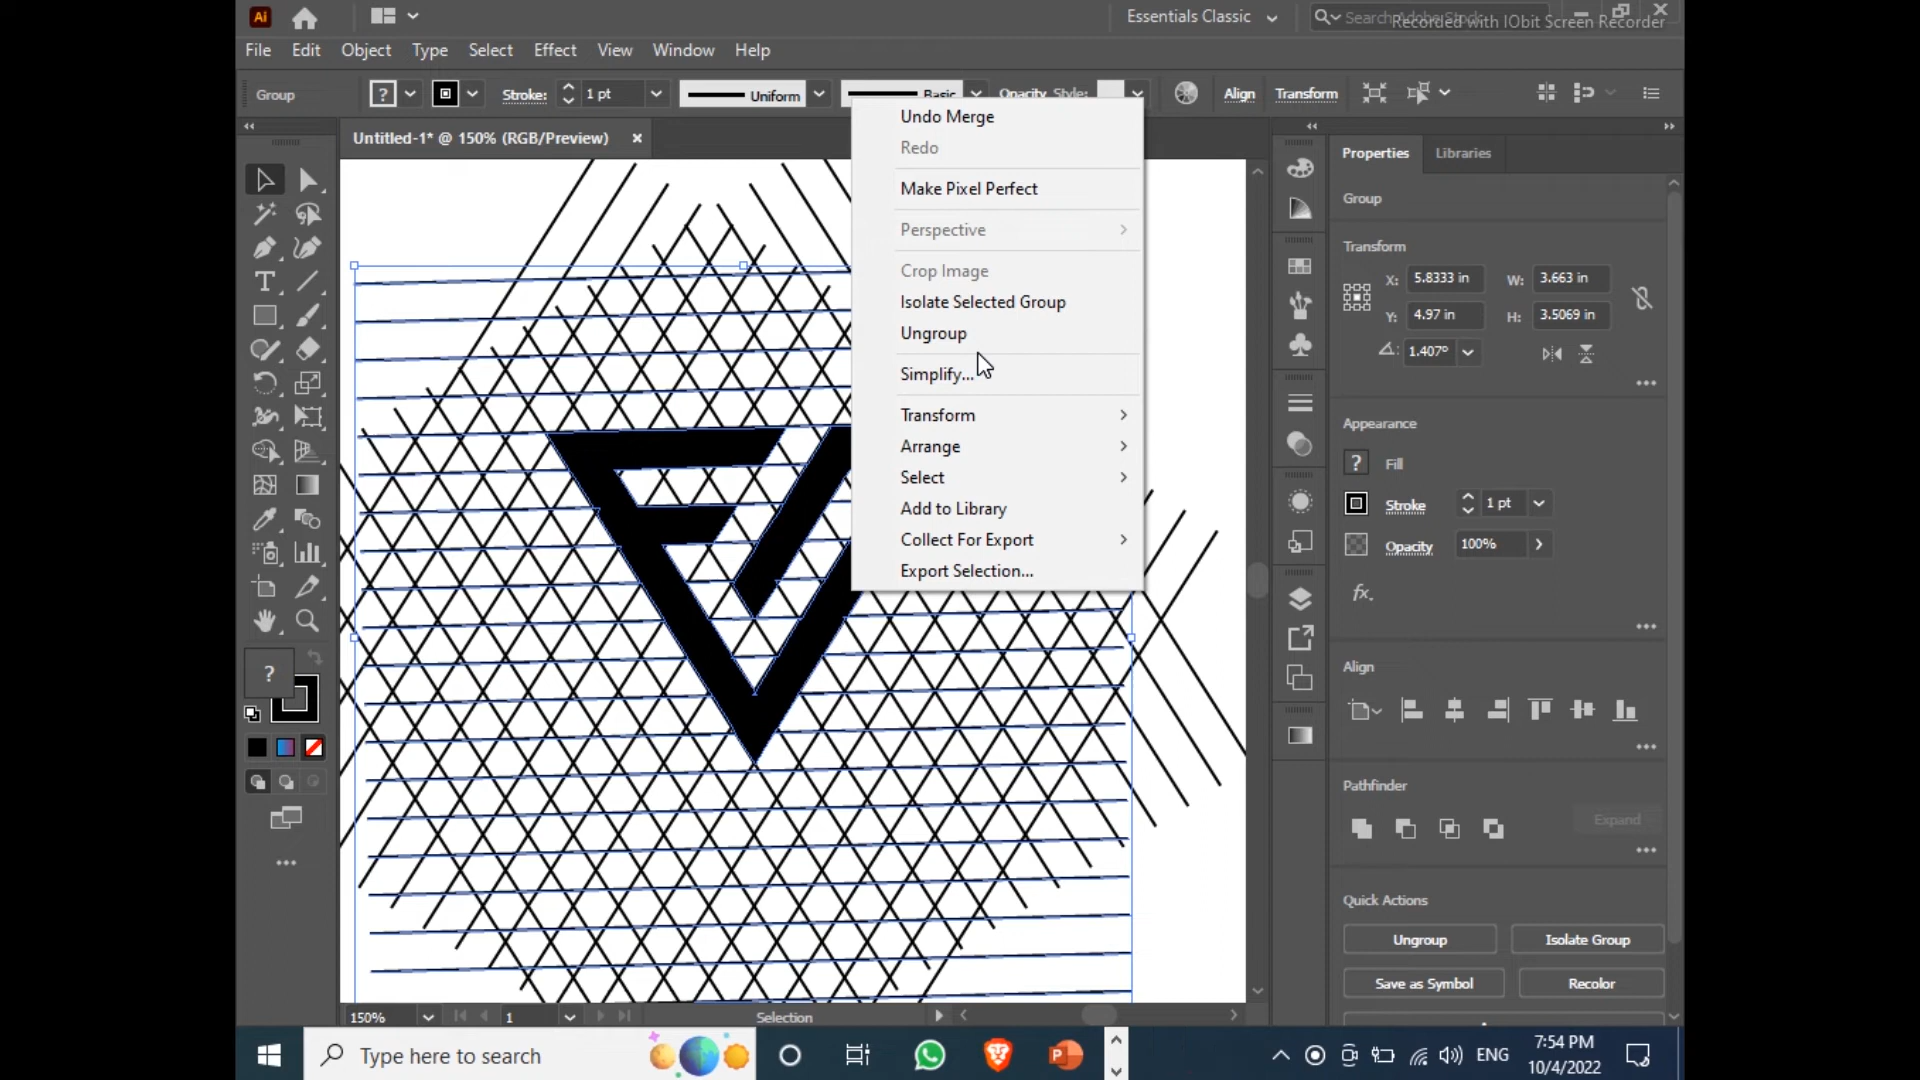 Ai
Essentials Classic
Search Adobe Stock
Recorded with IObit Screen Recorder
File Edit Object Type Select Effect View Window Help
Group ? Stroke: 1 pt Uniform Basic Opacity Style: Align Transform
Untitled-1* @ 150% (RGB/Preview) ×
Undo Merge
Redo
Make Pixel Perfect
Perspective
Crop Image
Isolate Selected Group
Ungroup
Simplify...
Transform
Arrange
Select
Add to Library
Collect For Export
Export Selection...
Properties Libraries
Group
Transform
X: 5.8333 in W: 3.663 in
Y: 4.97 in H: 3.5069 in
1.407°
Appearance
? Fill
Stroke 1 pt
Opacity 100%
fx.
Align
Pathfinder
Expand
Quick Actions
Ungroup Isolate Group
Save as Symbol Recolor
T
?
150% 1 Selection
Type here to search
ENG
7:54 PM
10/4/2022